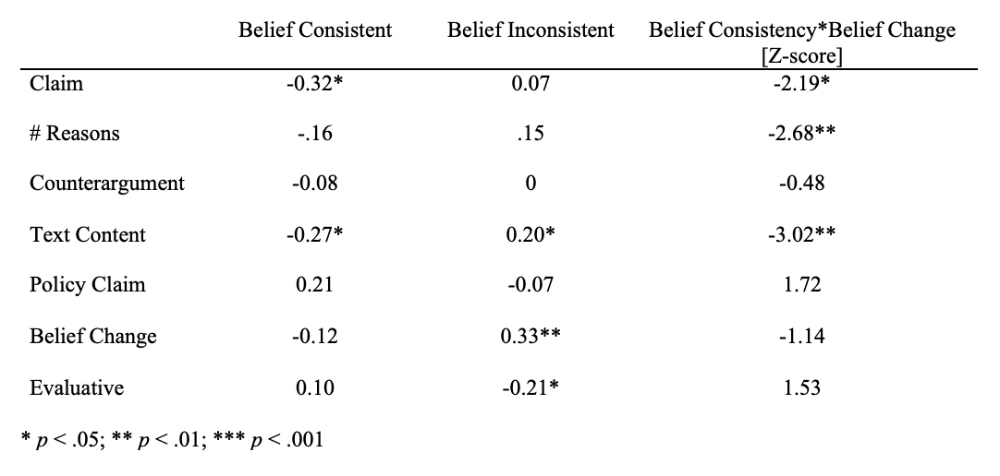 Belief Consistent Belief Inconsistent Belief Consistency*Belief Change
[Z-score]
Claim -0.32* 0.07 -2.19*
# Reasons -.16 .15 -2.68**
Counterargument -0.08 0 -0.48
Text Content -0.27* 0.20* -3.02**
Policy Claim 0.21 -0.07 1.72
Belief Change -0.12 0.33** -1.14
Evaluative 0.10 -0.21* 1.53
* p < .05; ** p < .01; *** p < .001